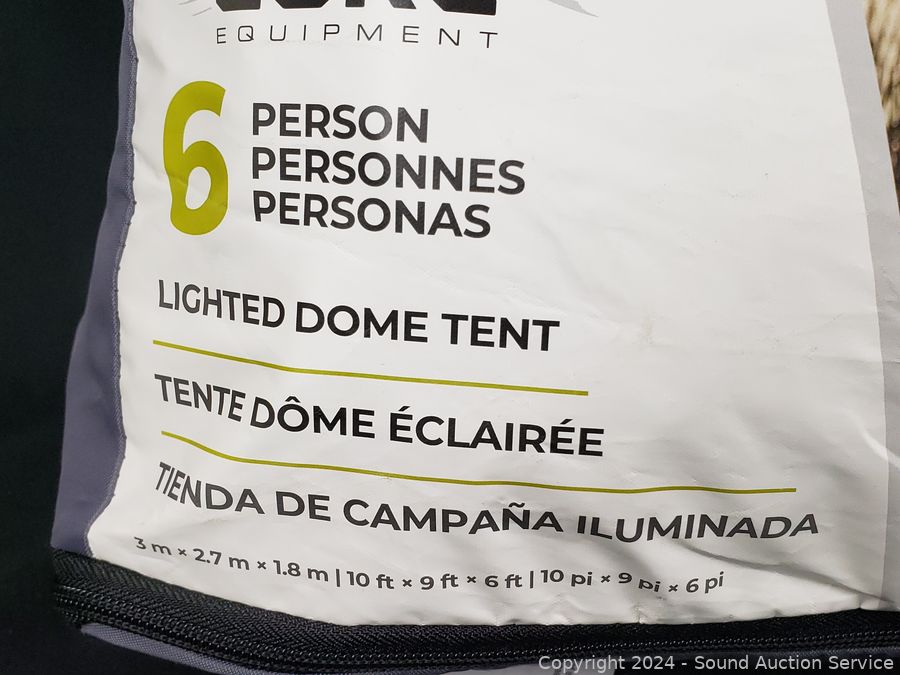 EQUIPMENT
6
PERSON
PERSONNES
PERSONAS
LIGHTED DOME TENT
TENTE DÔME ÉCLAIRÉE
TIENDA DE CAMPAÑA ILUMINADA
3 m × 2.7 m × 1.8 m | 10 ft × 9 ft × 6 ft | 10 pi × 9 pi × 6 pi
Copyright 2024 - Sound Auction Service